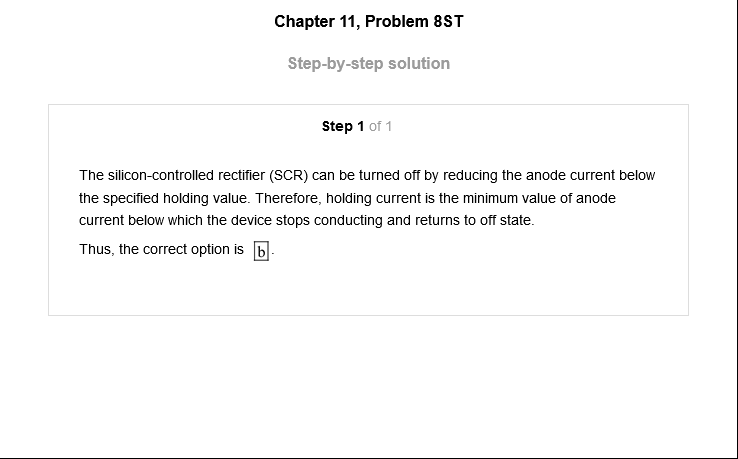 Chapter 11, Problem 8ST
Step-by-step solution
Step 1 of 1
The silicon-controlled rectifier (SCR) can be turned off by reducing the anode current below
the specified holding value. Therefore, holding current is the minimum value of anode
current below which the device stops conducting and returns to off state.
Thus, the correct option is b.